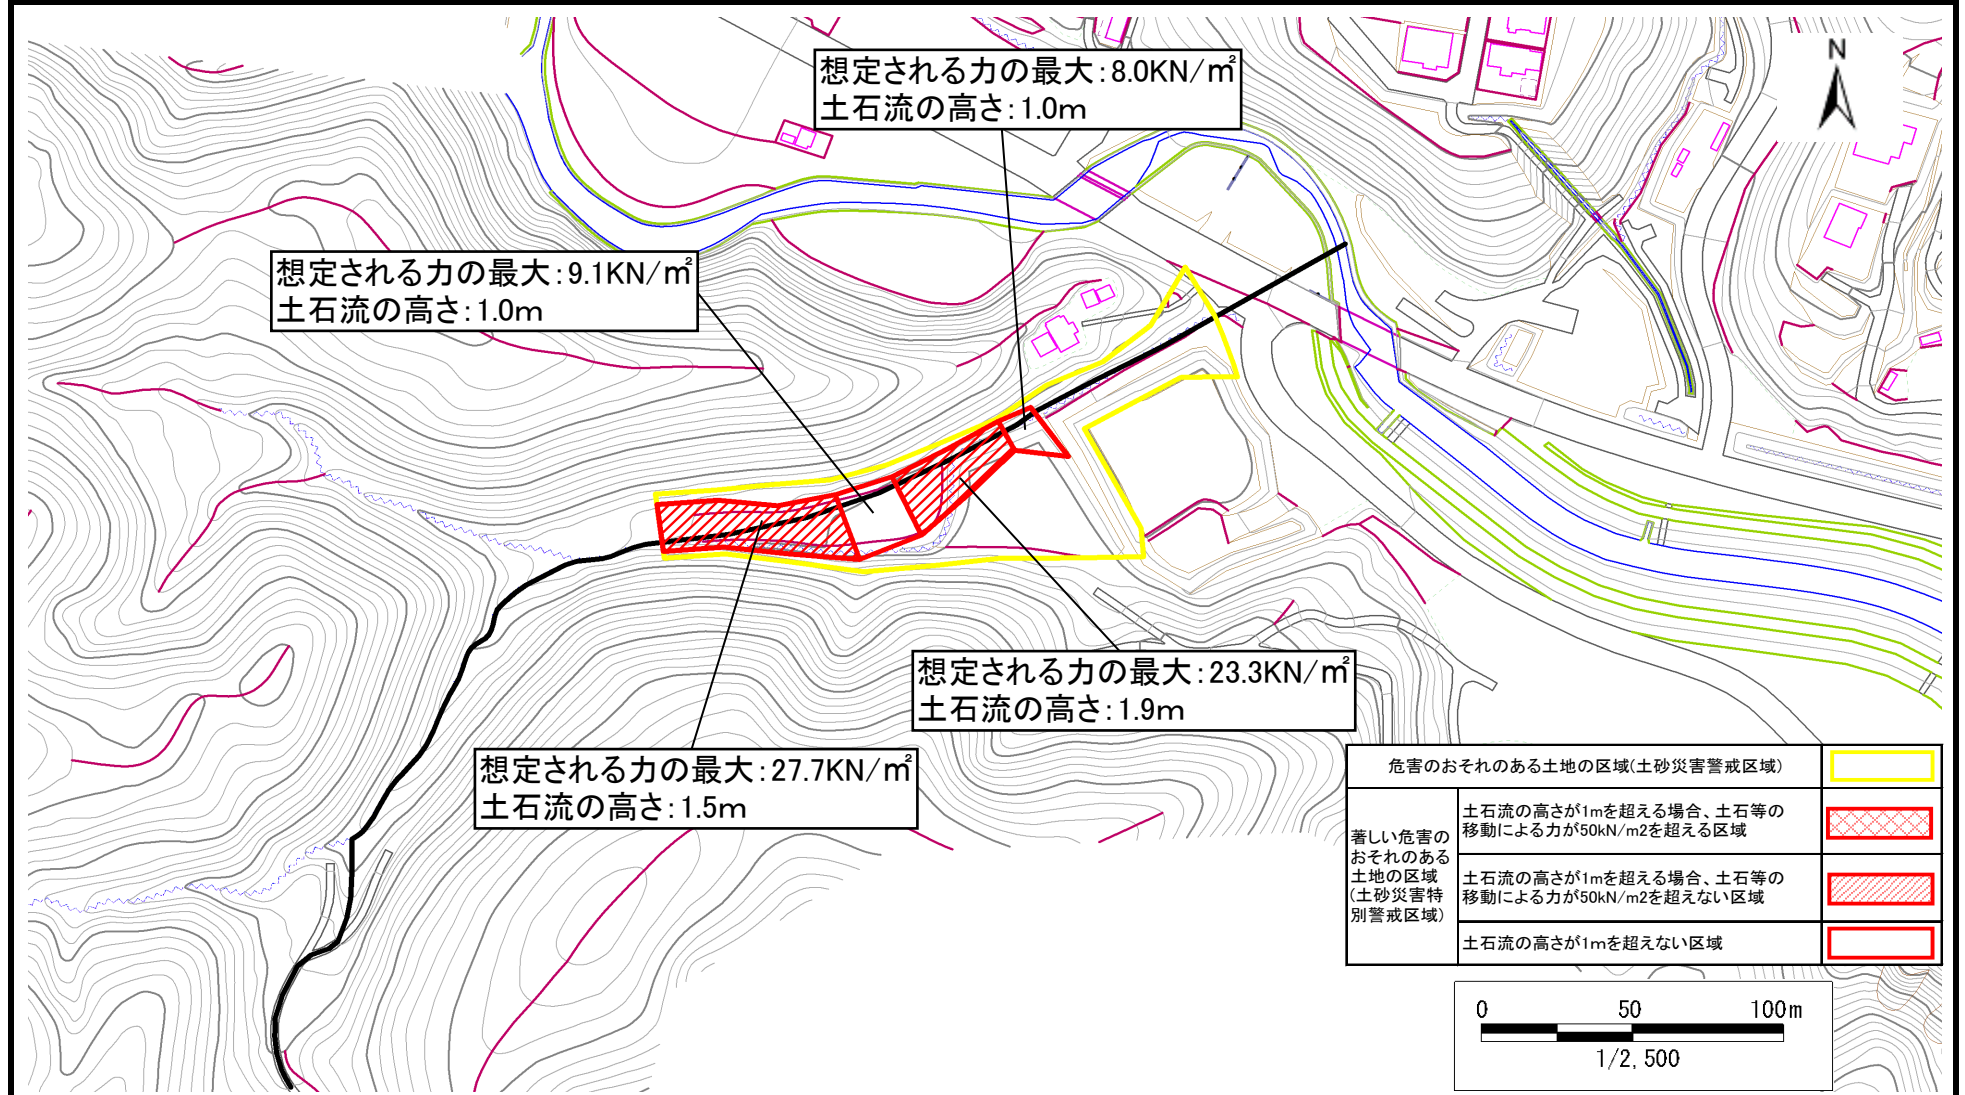 想定される力の最大:8.0KN/㎡
土石流の高さ:1.0m
N
想定される力の最大:9.1KN/㎡
土石流の高さ:1.0m
想定される力の最大:23.3KN/㎡
土石流の高さ:1.9m
想定される力の最大:27.7KN/㎡
土石流の高さ:1.5m
危害のおそれのある土地の区域(土砂災害警戒区域)
著しい危害の
おそれのある
土地の区域
(土砂災害特
別警戒区域)
土石流の高さが1mを超える場合、土石等の
移動による力が50kN/m2を超える区域
土石流の高さが1mを超える場合、土石等の
移動による力が50kN/m2を超えない区域
土石流の高さが1mを超えない区域
0 50 100m
1/2,500